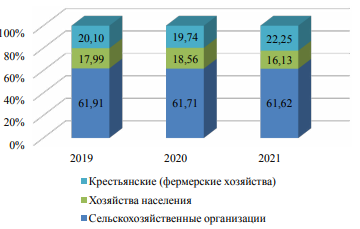 100%
80%
60%
40%
20%
0%
20,10 19,74 22,25
17,99 18,56 16,13
61,91 61,71 61,62
2019 2020 2021
Крестьянские (фермерские хозяйства)
Хозяйства населения
Сельскохозяйственные организации